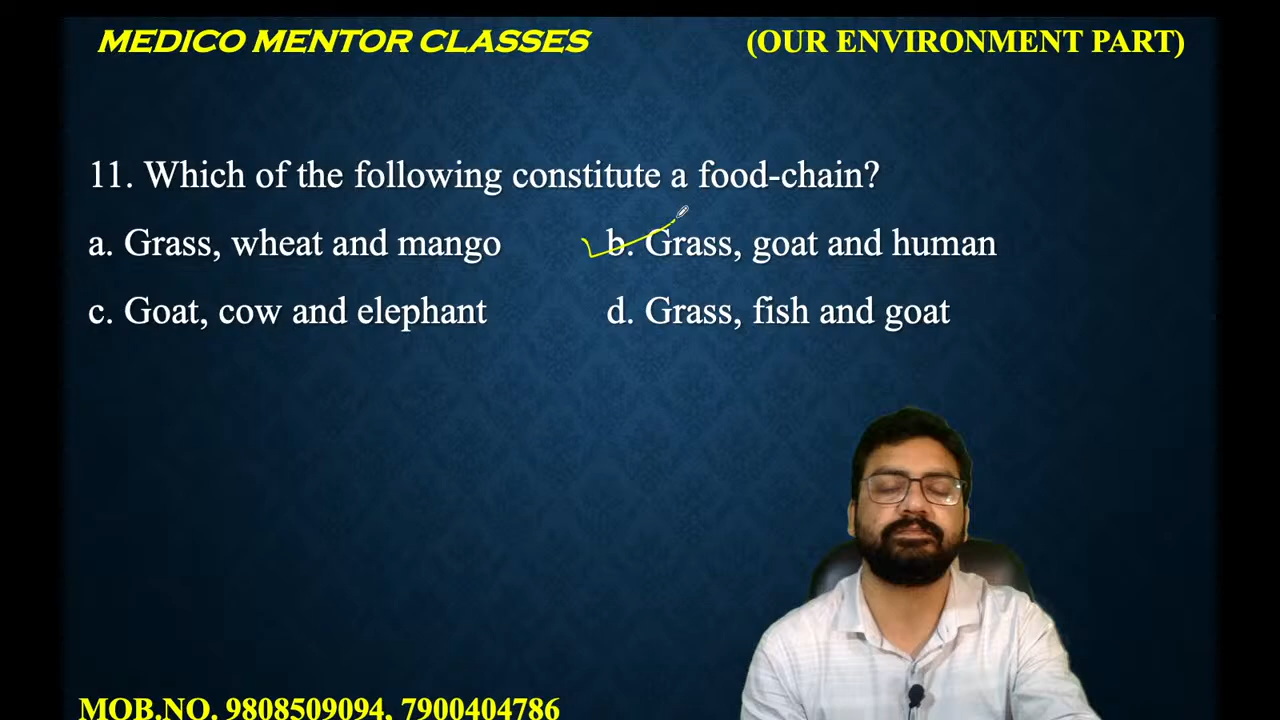 MEDICO MENTOR CLASSES (OUR ENVIRONMENT PART)
11. Which of the following constitute a food-chain?
a. Grass, wheat and mango b. Grass, goat and human
c. Goat, cow and elephant d. Grass, fish and goat
MOB.NO. 9808509094, 7900404786